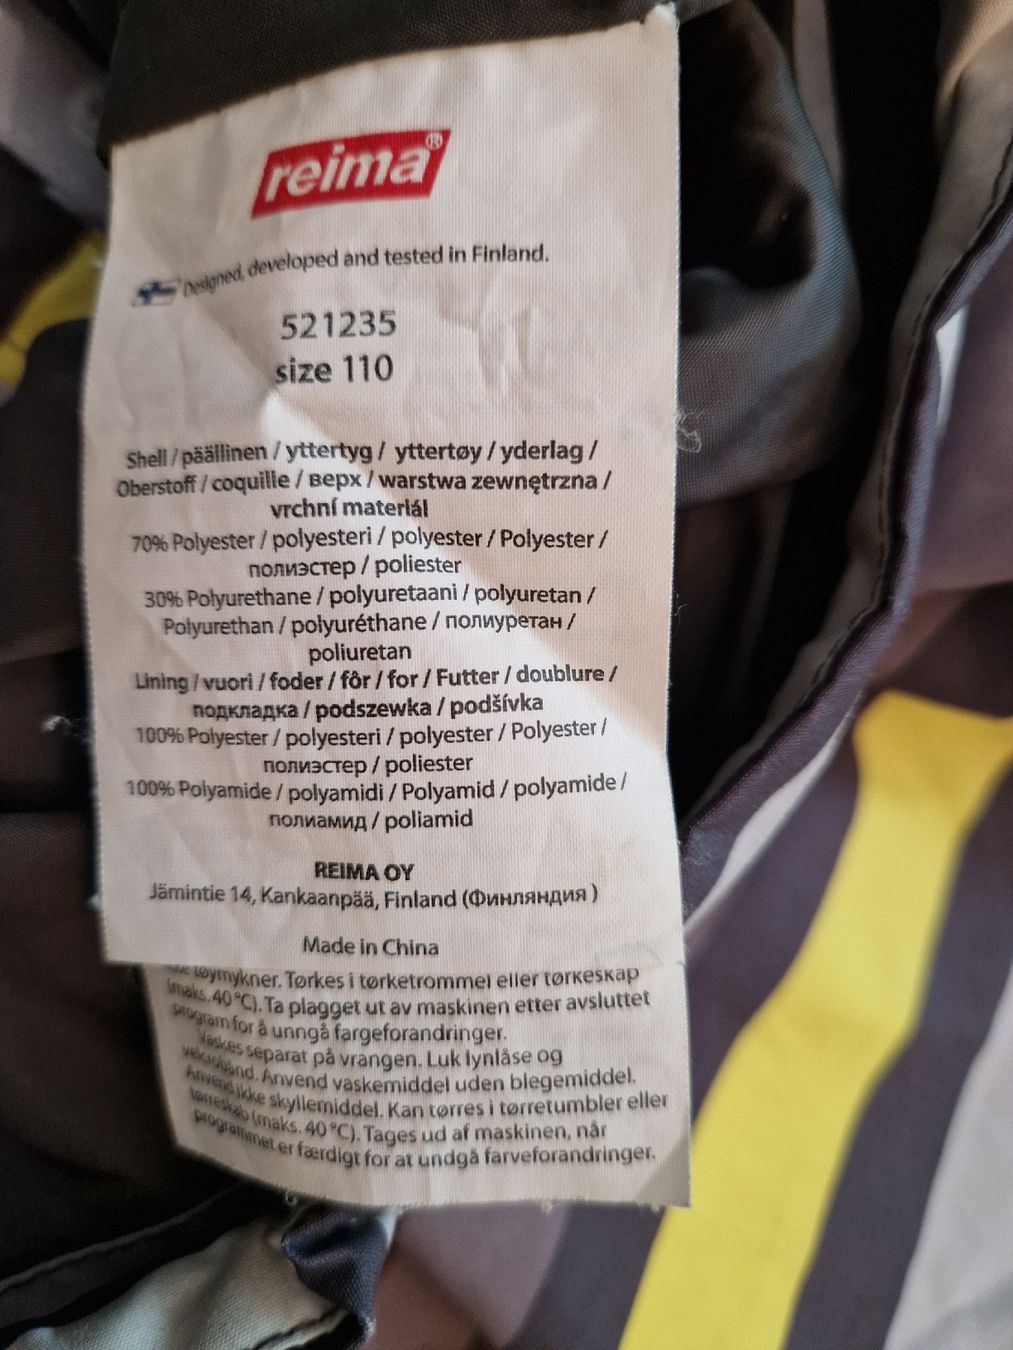 reima®
Designed, developed and tested in Finland.
521235
size 110
Shell / päällinen / yttertyg / yttertøy / yderlag /
Oberstoff / coquille / верх / warstwa zewnętrzna /
vrchní materlál
70% Polyester / polyesteri / polyester / Polyester /
полиэстер / poliester
30% Polyurethane / polyuretaani / polyuretan /
Polyurethan / polyuréthane / полиуретан /
poliuretan
Lining / vuori / foder / fôr / for / Futter / doublure /
подкладка / podszewka / podšívka
100% Polyester / polyesteri / polyester / Polyester /
полиэстер / poliester
100% Polyamide / polyamidi / Polyamid / polyamide /
полиамид / poliamid
REIMA OY
Jämintie 14, Kankaanpää, Finland (Финляндия )
Made in China
tøymykner. Tørkes i tørketrommel eller tørkeskap
(maks. 40 °C). Ta plagget ut av maskinen etter avsluttet
program for å unngå fargeforandringer.
Vaskes separat på vrangen. Luk lynlåse og
velcrobånd. Anvend vaskemiddel uden blegemiddel.
Anvend ikke skyllemiddel. Kan tørres i tørretumbler eller
tørreskab (maks. 40 °C). Tages ud af maskinen, når
programmet er færdigt for at undgå farveforandringer.